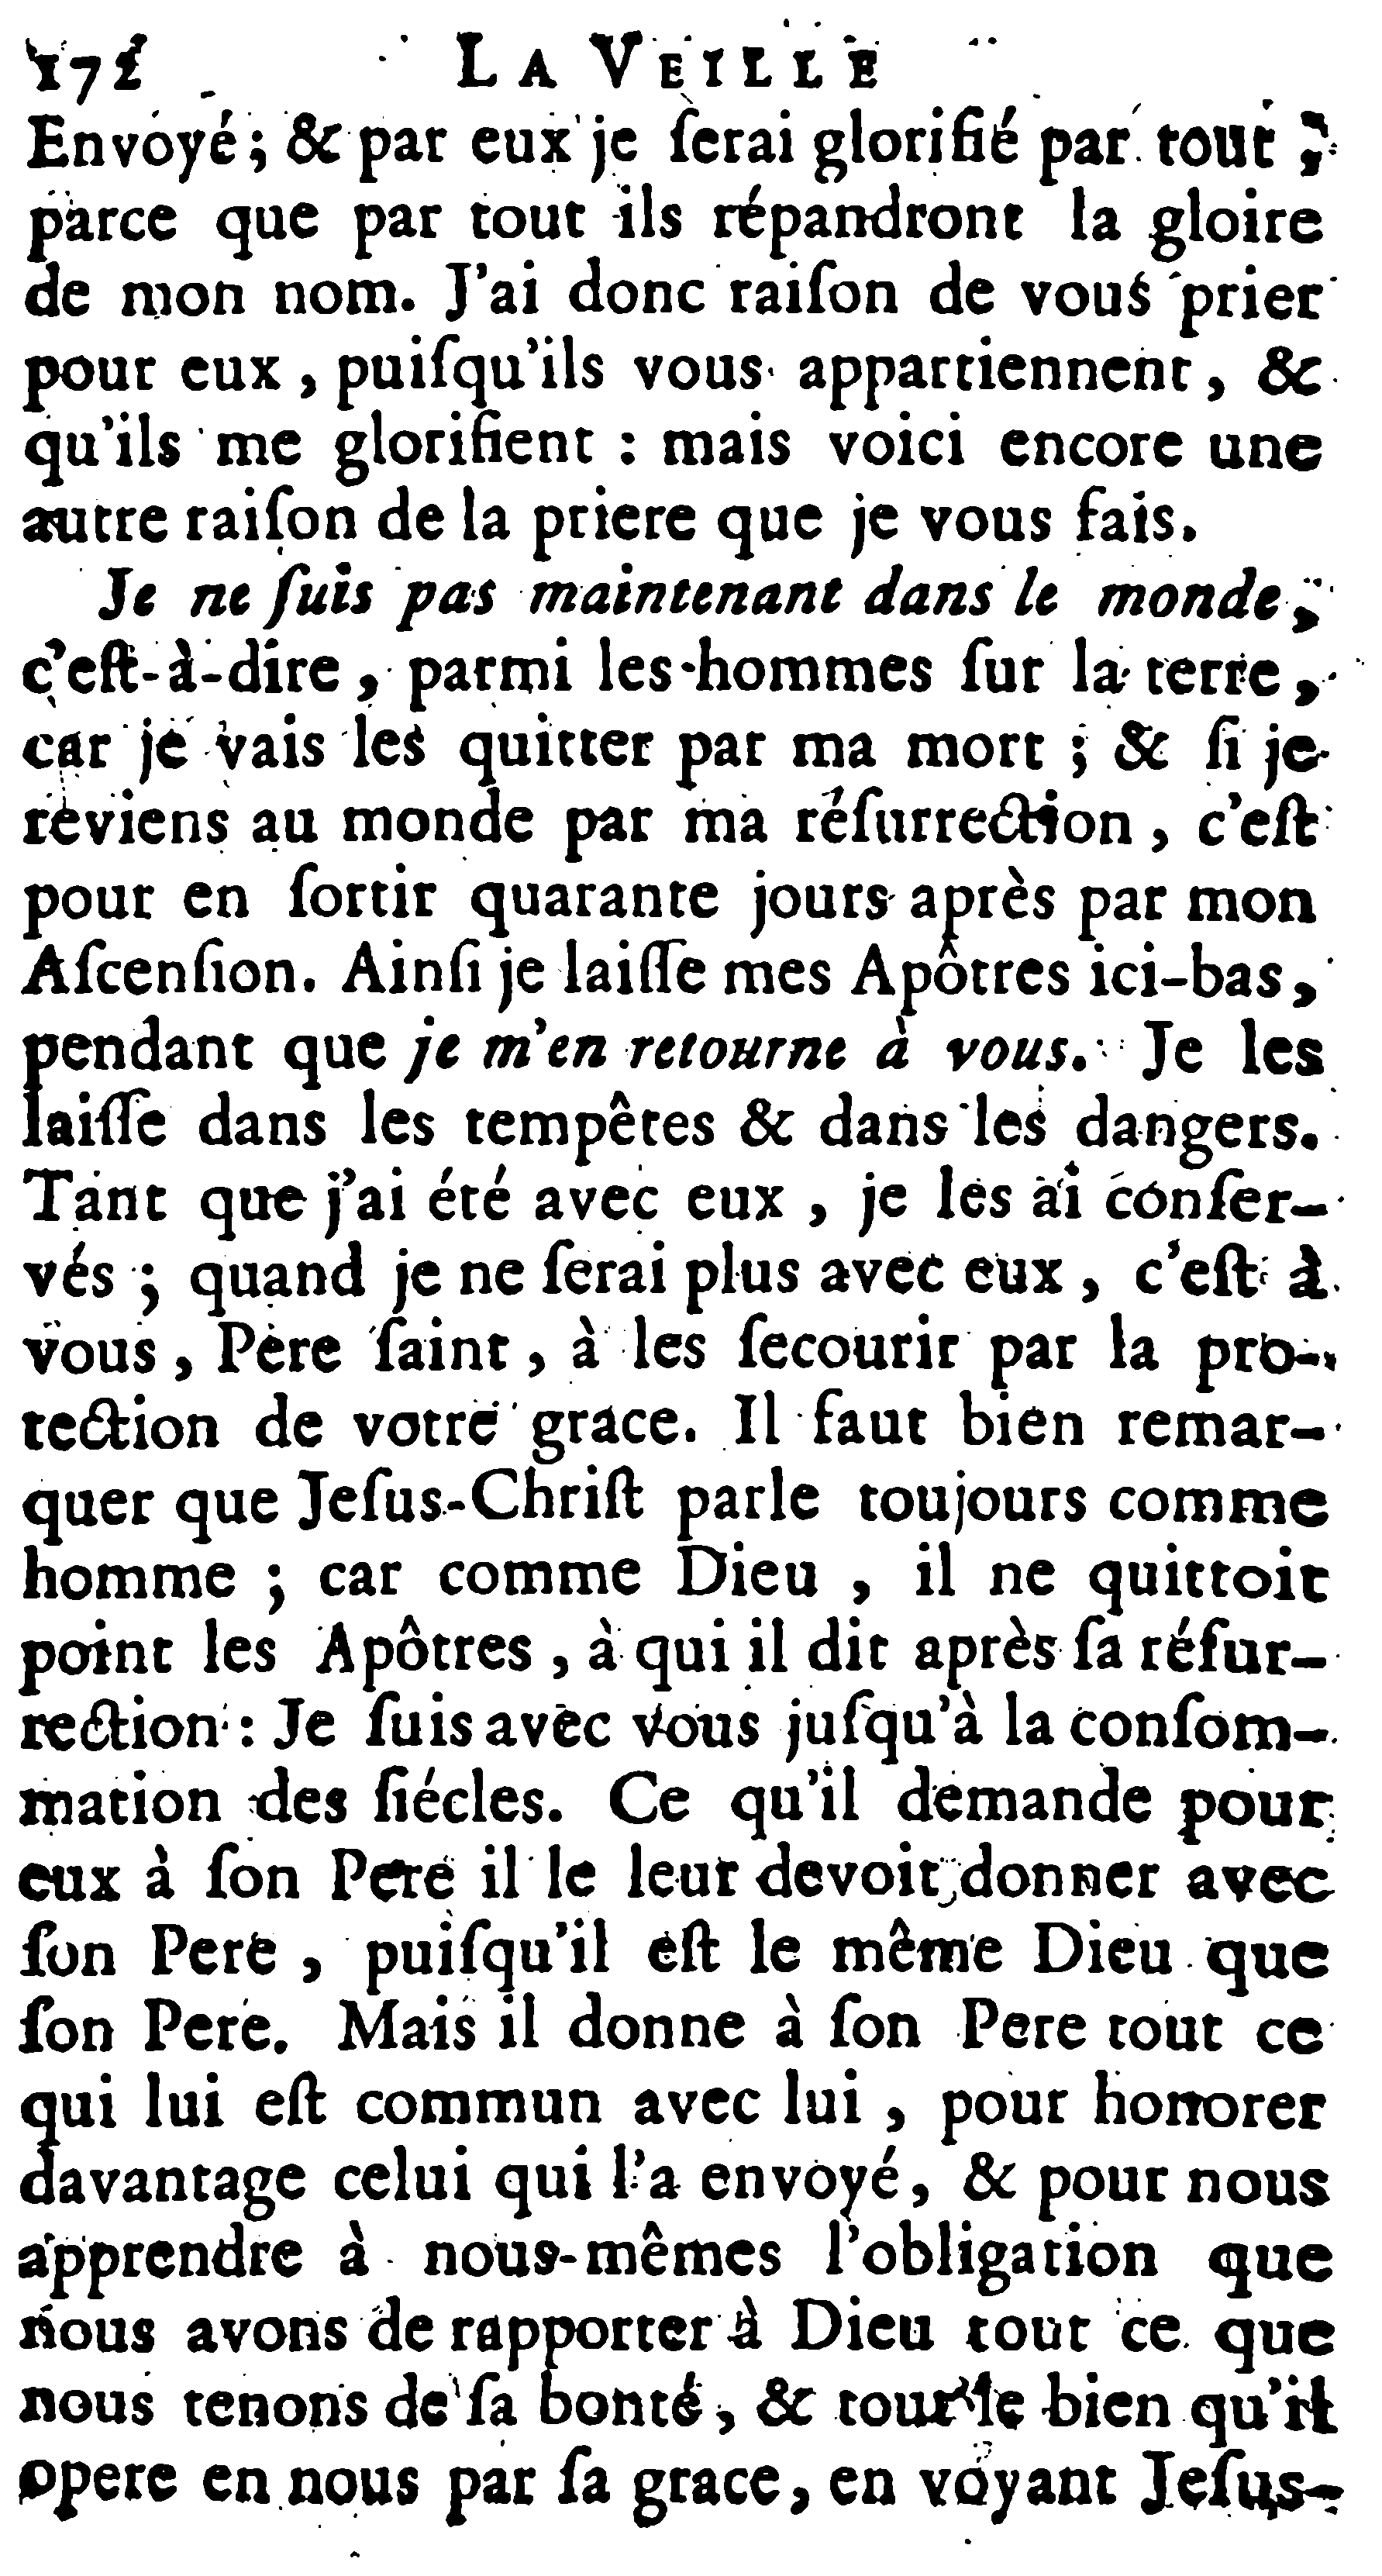 172 LA VEILLE
Envoyé ; & par eux je ſerai glorifié par tout ,
parce que par tout ils répandront la gloire
de mon nom. J'ai donc raiſon de vous prier
pour eux , puiſqu'ils vous appartiennent , &
qu'ils me glorifient : mais voici encore une
autre raiſon de la priere que je vous fais.
Je ne ſuis pas maintenant dans le monde ,
c'eſt-à-dire , parmi les hommes ſur la terre ,
car je vais les quitter par ma mort ; & ſi je
reviens au monde par ma réſurrection , c'eſt
pour en ſortir quarante jours après par mon
Aſcenſion. Ainſi je laiſſe mes Apôtres ici-bas ,
pendant que je m'en retourne à vous. Je les
laiſſe dans les tempêtes & dans les dangers.
Tant que j'ai été avec eux , je les ai conſer-
vés ; quand je ne ſerai plus avec eux , c'eſt à
vous , Père ſaint , à les ſecourir par la pro-
tection de votre grace. Il faut bien remar-
quer que Jeſus-Chriſt parle toujours comme
homme ; car comme Dieu , il ne quittoit
point les Apôtres , à qui il dit après ſa réſur-
rection : Je ſuis avec vous juſqu'à la conſom-
mation des ſiécles. Ce qu'il demande pour
eux à ſon Pere il le leur devoit donner avec
ſon Pere , puiſqu'il eſt le même Dieu que
ſon Pere. Mais il donne à ſon Pere tout ce
qui lui eſt commun avec lui , pour honorer
davantage celui qui l'a envoyé , & pour nous
apprendre à nous-mêmes l'obligation que
nous avons de rapporter à Dieu tout ce que
nous tenons de ſa bonté , & tout le bien qu'il
opere en nous par ſa grace , en voyant Jeſus-